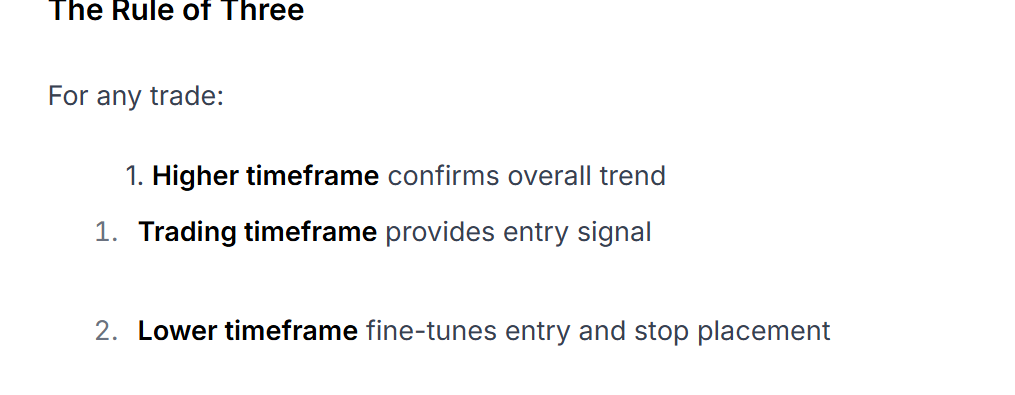 The Rule of Three
For any trade:
1. Higher timeframe confirms overall trend
1. Trading timeframe provides entry signal
2. Lower timeframe fine-tunes entry and stop placement